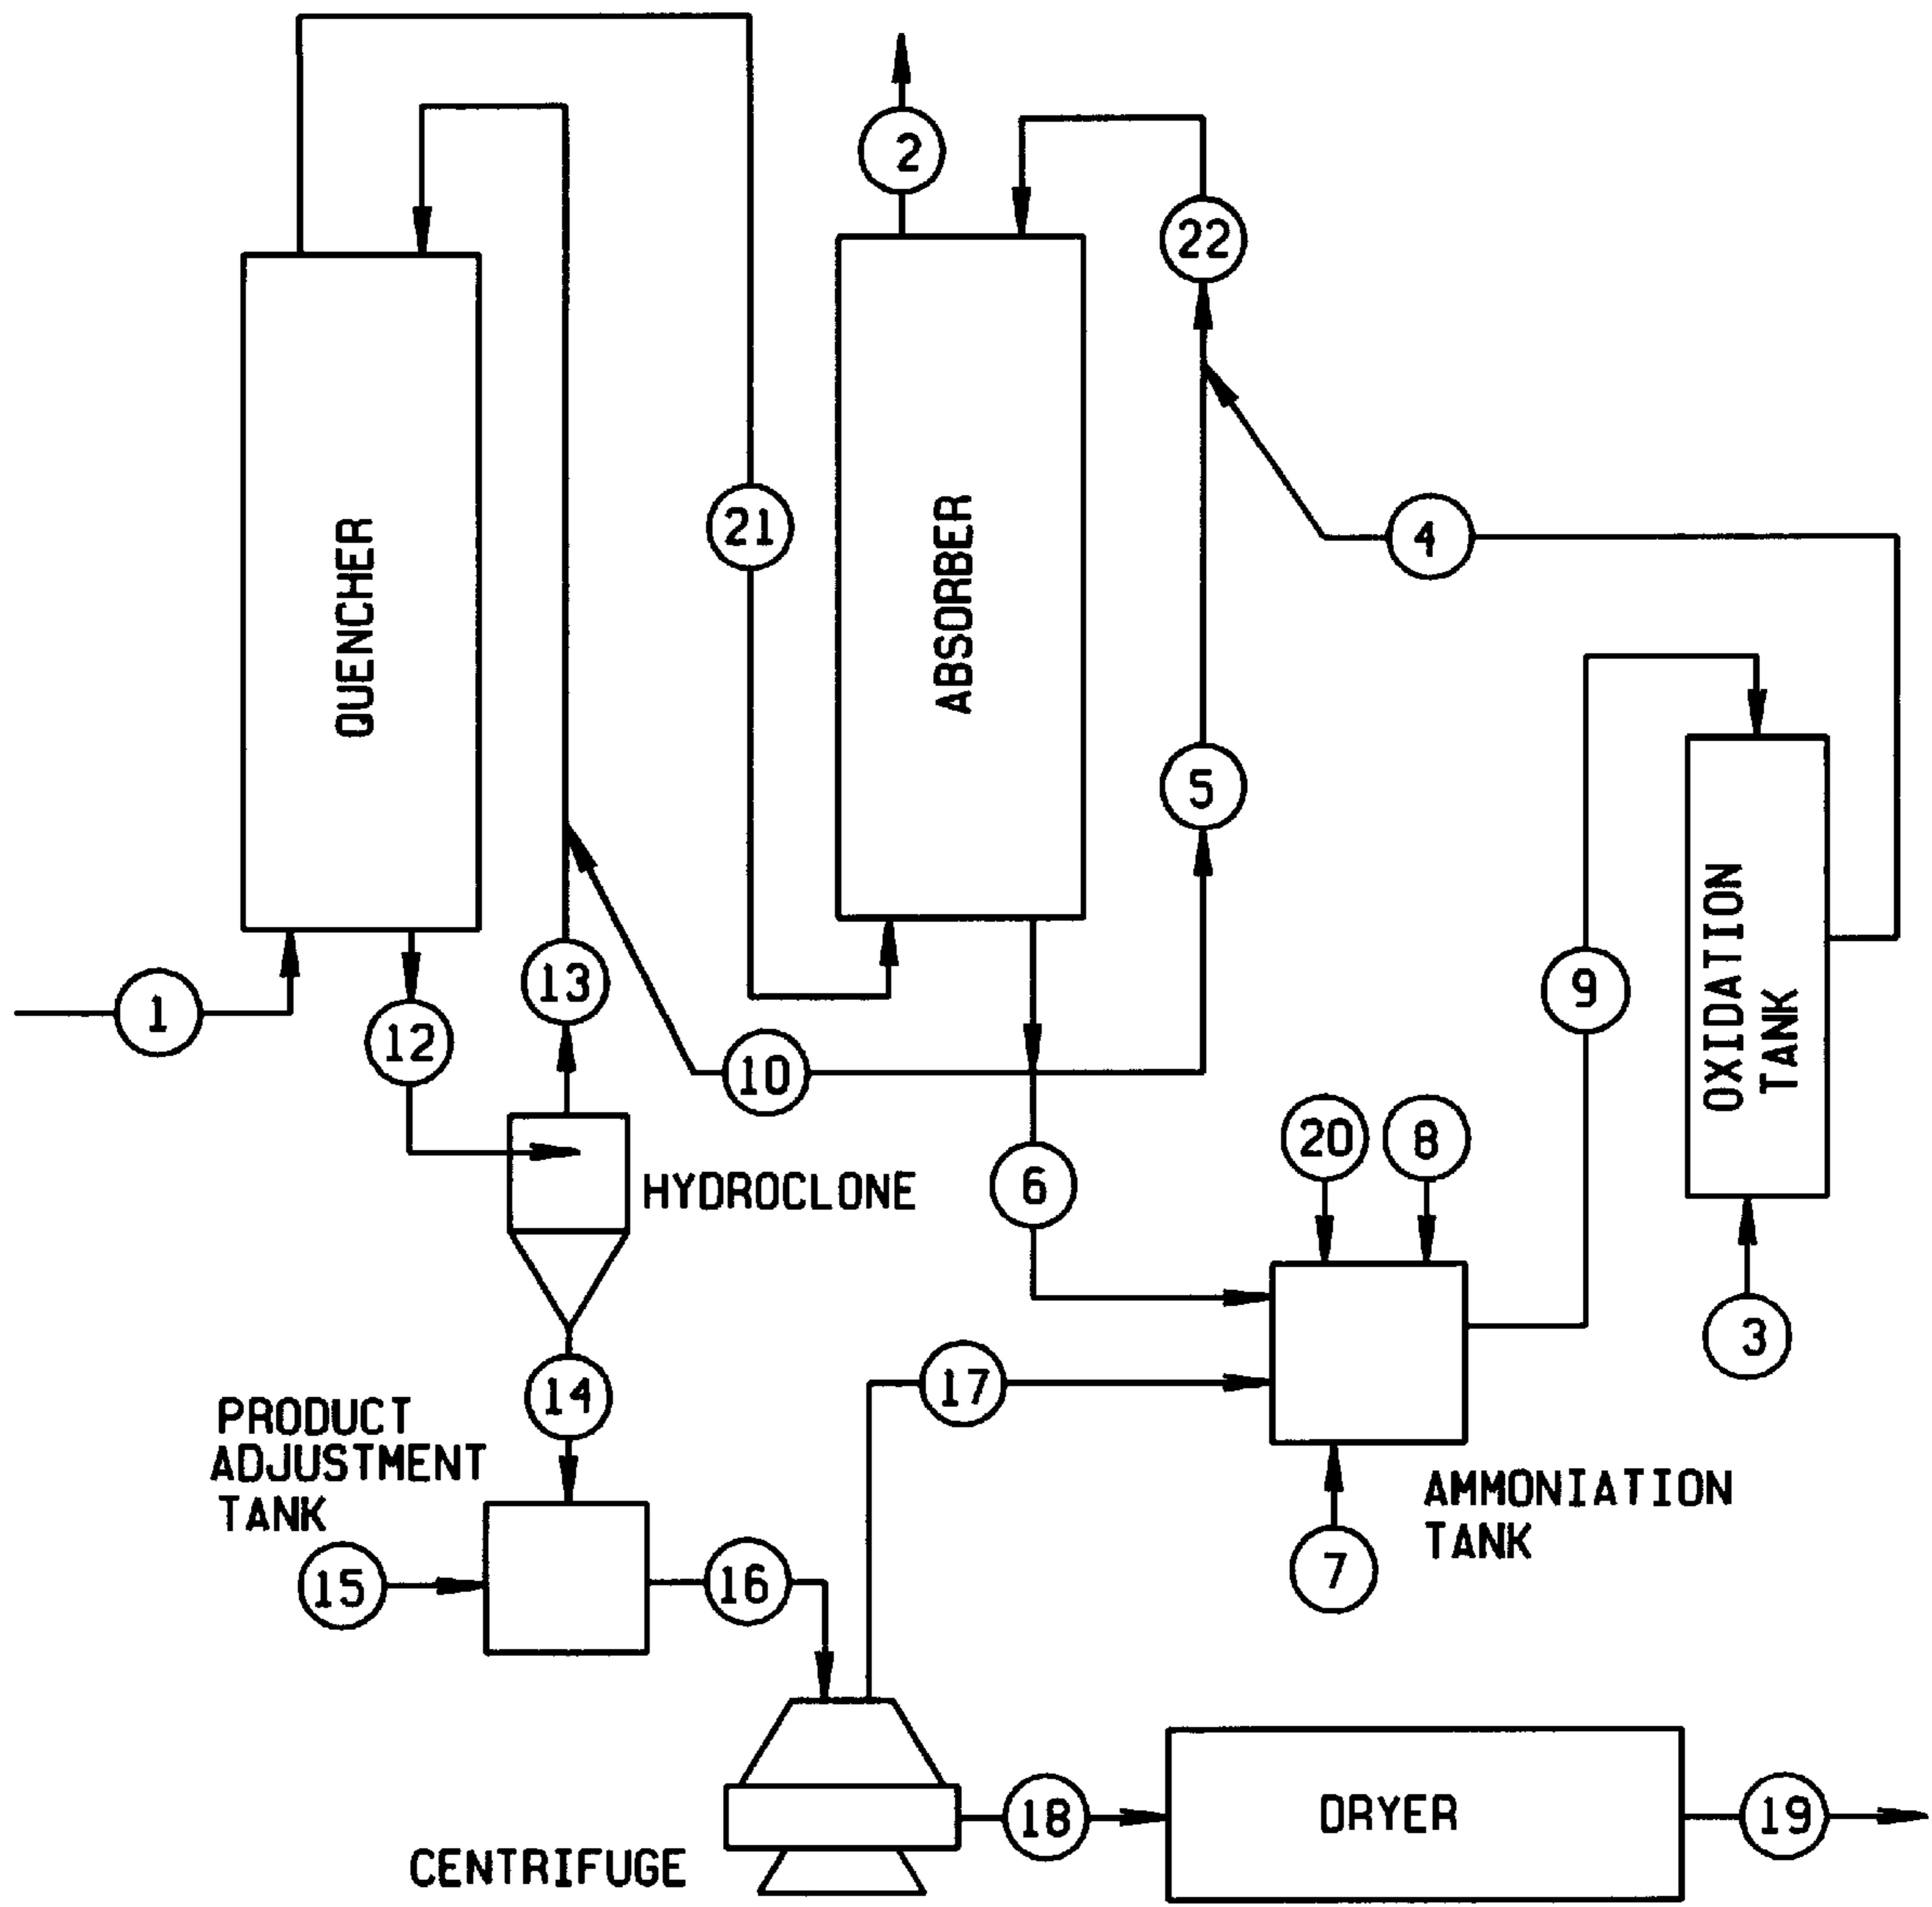 2
22
QUENCHER
21
ABSORBER
4
5
1
12
13
10
9
OXIDATION
TANK
6
20
8
HYDROCLONE
3
14
17
PRODUCT
ADJUSTMENT
TANK
15
16
7
AMMONIATION
TANK
18
DRYER
19
CENTRIFUGE